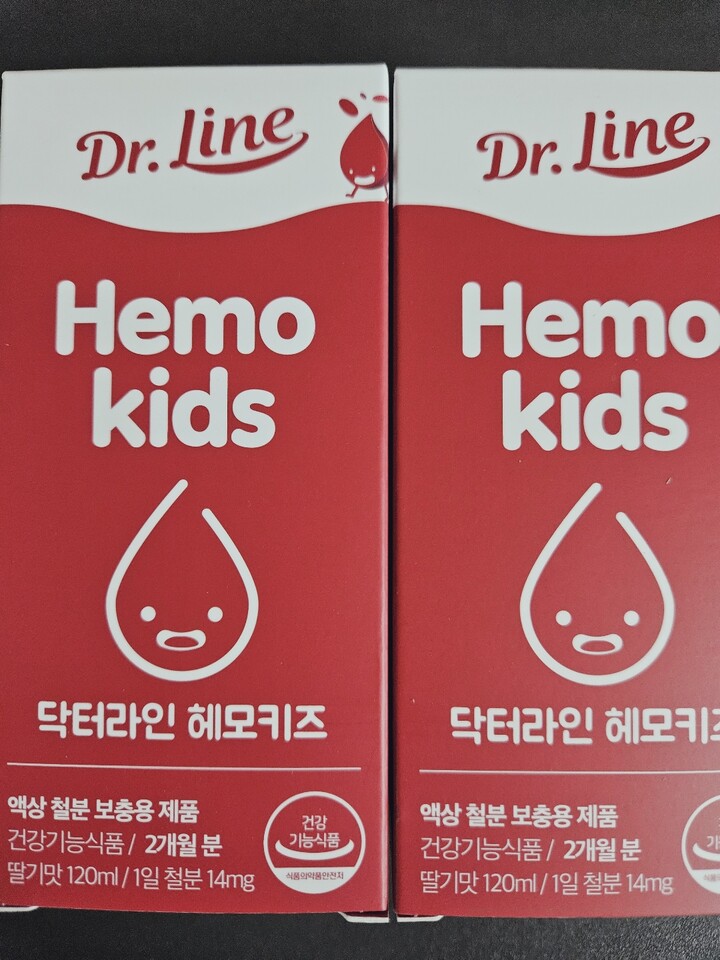 Dr. Line
Hemo
kids
닥터라인 헤모키즈
액상 철분 보충용 제품
건강기능식품 / 2개월 분
딸기맛 120ml / 1일 철분 14mg
건강
기능식품
식품의약품안전처
Dr. Line
Hemo
kids
닥터라인 헤모키즈
액상 철분 보충용 제품
건강기능식품 / 2개월 분
딸기맛 120ml / 1일 철분 14mg